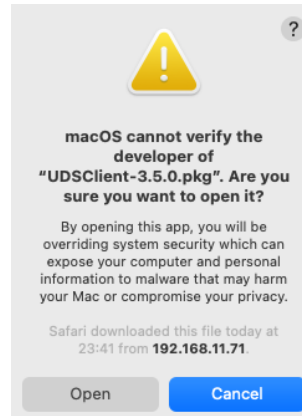 ?
!
macOS cannot verify the
developer of
“UDSClient-3.5.0.pkg”. Are you
sure you want to open it?
By opening this app, you will be
overriding system security which can
expose your computer and personal
information to malware that may harm
your Mac or compromise your privacy.
Safari downloaded this file today at
23:41 from 192.168.11.71.
Open Cancel